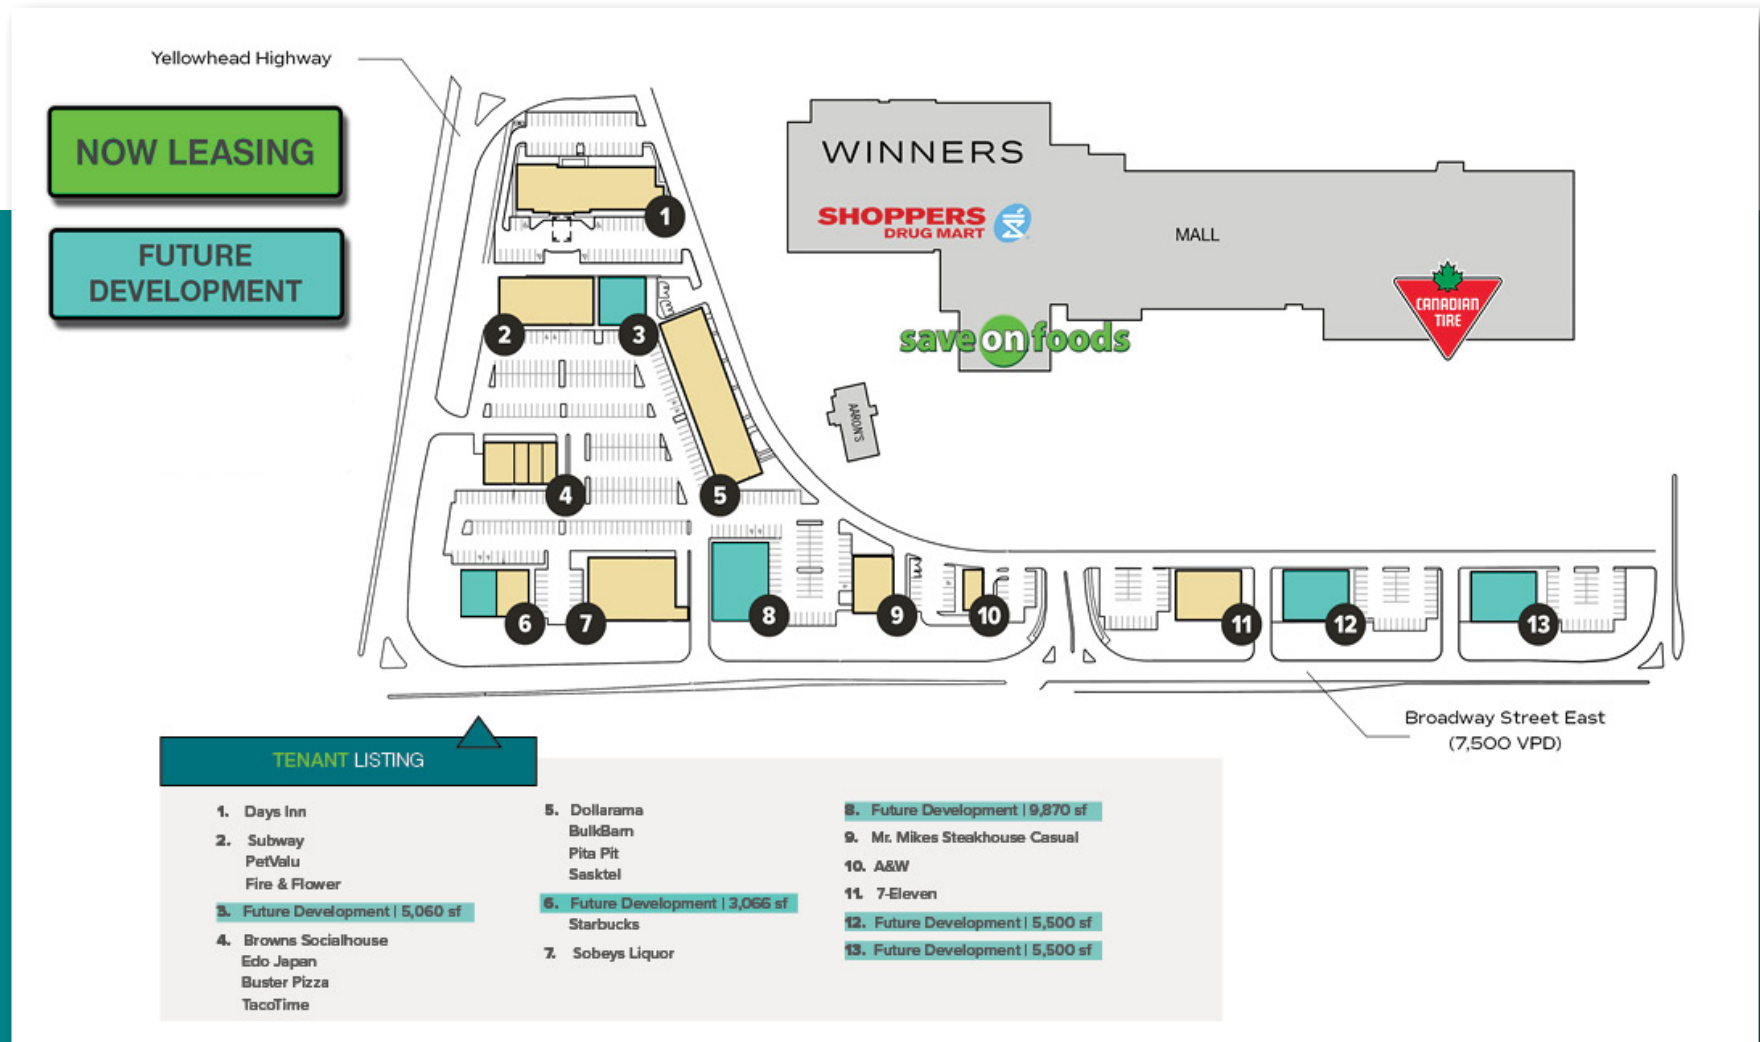 Yellowhead Highway
NOW LEASING
FUTURE
DEVELOPMENT
WINNERS
SHOPPERS
DRUG MART
MALL
CANADIAN
TIRE
save on foods
AARON'S
1
2
3
4
5
6
7
8
9
10
11
12
13
Broadway Street East
(7,500 VPD)
TENANT LISTING
1. Days Inn
2. Subway
PetValu
Fire & Flower
3. Future Development | 5,060 sf
4. Browns Socialhouse
Edo Japan
Buster Pizza
TacoTime
5. Dollarama
BulkBarn
Pita Pit
Sasktel
6. Future Development | 3,066 sf
Starbucks
7. Sobeys Liquor
8. Future Development | 9,870 sf
9. Mr. Mikes Steakhouse Casual
10. A&W
11. 7-Eleven
12. Future Development | 5,500 sf
13. Future Development | 5,500 sf